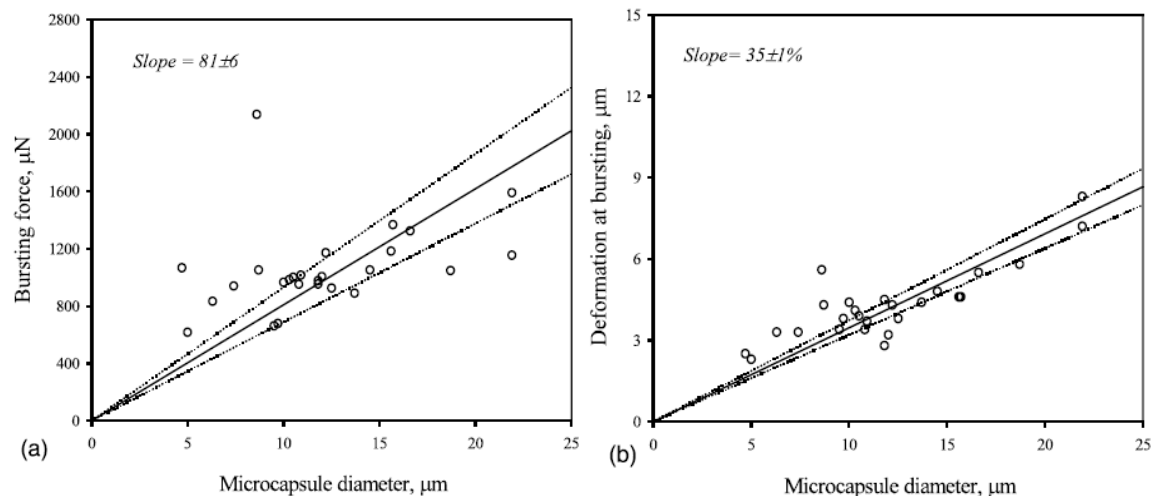 2800
2400
2000
1600
1200
800
400
0
Bursting force, μN
Slope = 81±6
0 5 10 15 20 25
(a)
Microcapsule diameter, μm
15
12
9
6
3
0
Deformation at bursting, μm
Slope= 35±1%
0 5 10 15 20 25
(b)
Microcapsule diameter, μm